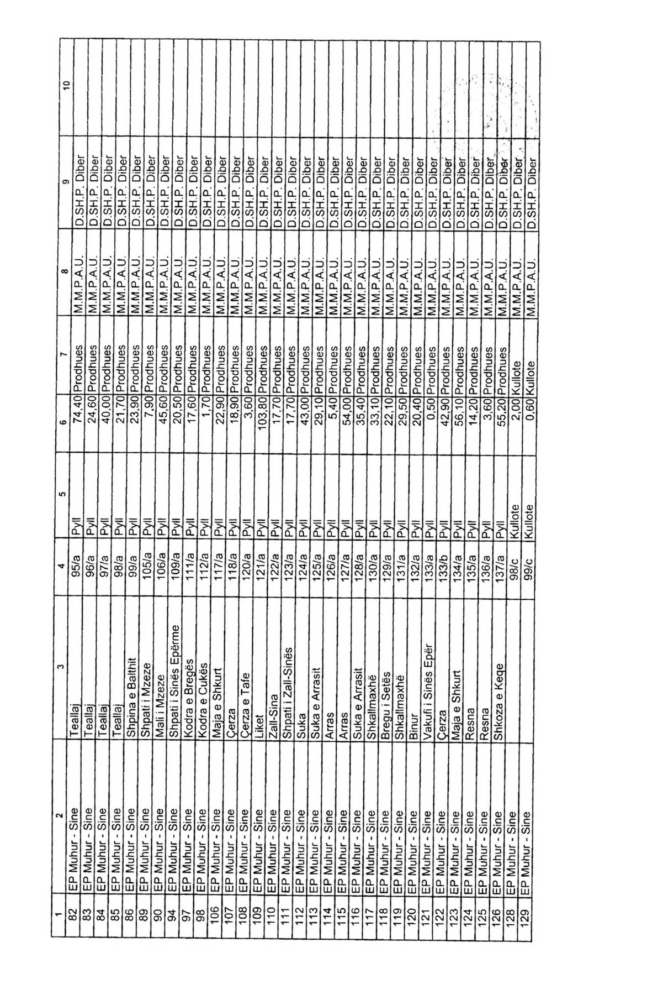 1 2 3 4 5 6 7 8 9 10
82 EP Muhur - Sine Teallaj 95/a Pyll 74,40 Prodhues M.M.P.A.U. D.SH.P. Diber
83 EP Muhur - Sine Teallaj 96/a Pyll 24,60 Prodhues M.M.P.A.U. D.SH.P. Diber
84 EP Muhur - Sine Teallaj 97/a Pyll 40,00 Prodhues M.M.P.A.U. D.SH.P. Diber
85 EP Muhur - Sine Teallaj 98/a Pyll 21,70 Prodhues M.M.P.A.U. D.SH.P. Diber
86 EP Muhur - Sine Shpina e Balthit 99/a Pyll 23,90 Prodhues M.M.P.A.U. D.SH.P. Diber
89 EP Muhur - Sine Shpati i Mzeze 105/a Pyll 7,90 Prodhues M.M.P.A.U. D.SH.P. Diber
90 EP Muhur - Sine Mali i Mzeze 106/a Pyll 45,60 Prodhues M.M.P.A.U. D.SH.P. Diber
94 EP Muhur - Sine Shpati i Sinës Epërme 109/a Pyll 20,50 Prodhues M.M.P.A.U. D.SH.P. Diber
97 EP Muhur - Sine Kodra e Bregës 111/a Pyll 17,60 Prodhues M.M.P.A.U. D.SH.P. Diber
98 EP Muhur - Sine Kodra e Cukës 112/a Pyll 1,70 Prodhues M.M.P.A.U. D.SH.P. Diber
106 EP Muhur - Sine Maja e Shkurt 117/a Pyll 22,90 Prodhues M.M.P.A.U. D.SH.P. Diber
107 EP Muhur - Sine Çerza 118/a Pyll 18,90 Prodhues M.M.P.A.U. D.SH.P. Diber
108 EP Muhur - Sine Çerza e Tafe 120/a Pyll 3,60 Prodhues M.M.P.A.U. D.SH.P. Diber
109 EP Muhur - Sine Liket 121/a Pyll 103,80 Prodhues M.M.P.A.U. D.SH.P. Diber
110 EP Muhur - Sine Zall-Sina 122/a Pyll 17,70 Prodhues M.M.P.A.U. D.SH.P. Diber
111 EP Muhur - Sine Shpati i Zall-Sinës 123/a Pyll 17,70 Prodhues M.M.P.A.U. D.SH.P. Diber
112 EP Muhur - Sine Suka 124/a Pyll 43,00 Prodhues M.M.P.A.U. D.SH.P. Diber
113 EP Muhur - Sine Suka e Arrasit 125/a Pyll 29,10 Prodhues M.M.P.A.U. D.SH.P. Diber
114 EP Muhur - Sine Arras 126/a Pyll 5,40 Prodhues M.M.P.A.U. D.SH.P. Diber
115 EP Muhur - Sine Arras 127/a Pyll 54,00 Prodhues M.M.P.A.U. D.SH.P. Diber
116 EP Muhur - Sine Suka e Arrasit 128/a Pyll 35,40 Prodhues M.M.P.A.U. D.SH.P. Diber
117 EP Muhur - Sine Shkallmaxhë 130/a Pyll 33,10 Prodhues M.M.P.A.U. D.SH.P. Diber
118 EP Muhur - Sine Bregu i Setës 129/a Pyll 22,10 Prodhues M.M.P.A.U. D.SH.P. Diber
119 EP Muhur - Sine Shkallmaxhë 131/a Pyll 29,50 Prodhues M.M.P.A.U. D.SH.P. Diber
120 EP Muhur - Sine Binur 132/a Pyll 20,40 Prodhues M.M.P.A.U. D.SH.P. Diber
121 EP Muhur - Sine Vakufi i Sinës Epër 133/a Pyll 0,50 Prodhues M.M.P.A.U. D.SH.P. Diber
122 EP Muhur - Sine Çerza 133/b Pyll 42,90 Prodhues M.M.P.A.U. D.SH.P. Diber
123 EP Muhur - Sine Maja e Shkurt 134/a Pyll 56,10 Prodhues M.M.P.A.U. D.SH.P. Diber
124 EP Muhur - Sine Resna 135/a Pyll 14,20 Prodhues M.M.P.A.U. D.SH.P. Diber
125 EP Muhur - Sine Resna 136/a Pyll 3,60 Prodhues M.M.P.A.U. D.SH.P. Diber
126 EP Muhur - Sine Shkoza e Keqe 137/a Pyll 55,20 Prodhues M.M.P.A.U. D.SH.P. Diber
128 EP Muhur - Sine 98/c Kullote 2,00 Kullote M.M.P.A.U. D.SH.P. Diber
129 EP Muhur - Sine 99/c Kullote 0,60 Kullote M.M.P.A.U. D.SH.P. Diber